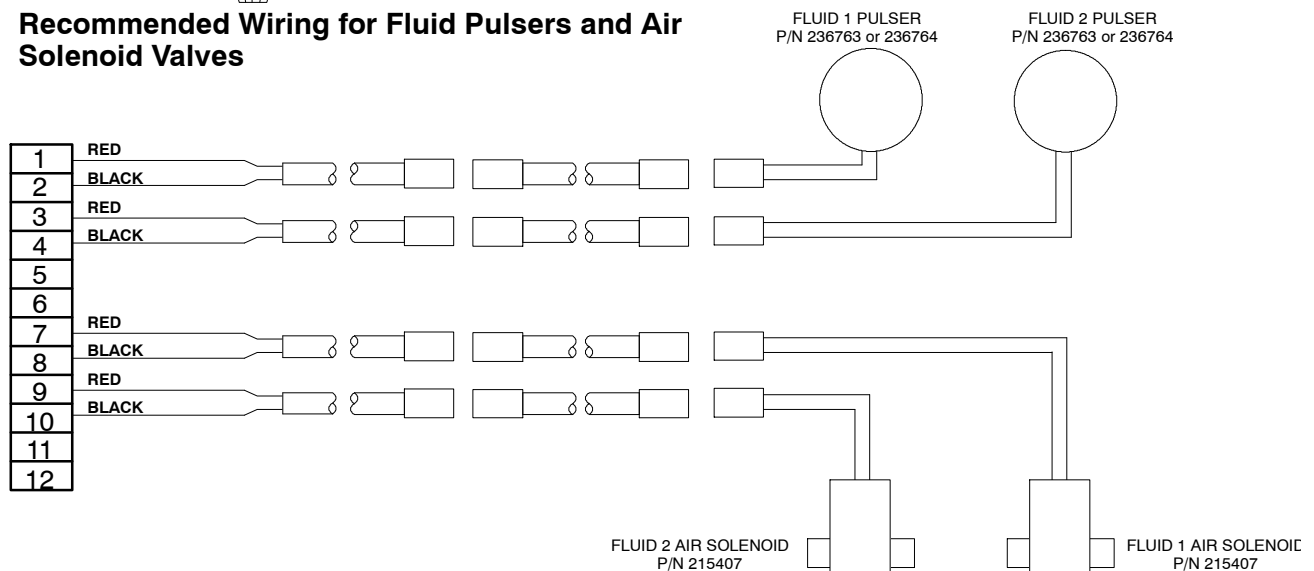 Recommended Wiring for Fluid Pulsers and Air
Solenoid Valves
FLUID 1 PULSER
P/N 236763 or 236764
FLUID 2 PULSER
P/N 236763 or 236764
1
RED
2
BLACK
3
RED
4
BLACK
5
6
7
RED
8
BLACK
9
RED
10
BLACK
11
12
FLUID 2 AIR SOLENOID
P/N 215407
FLUID 1 AIR SOLENOID
P/N 215407